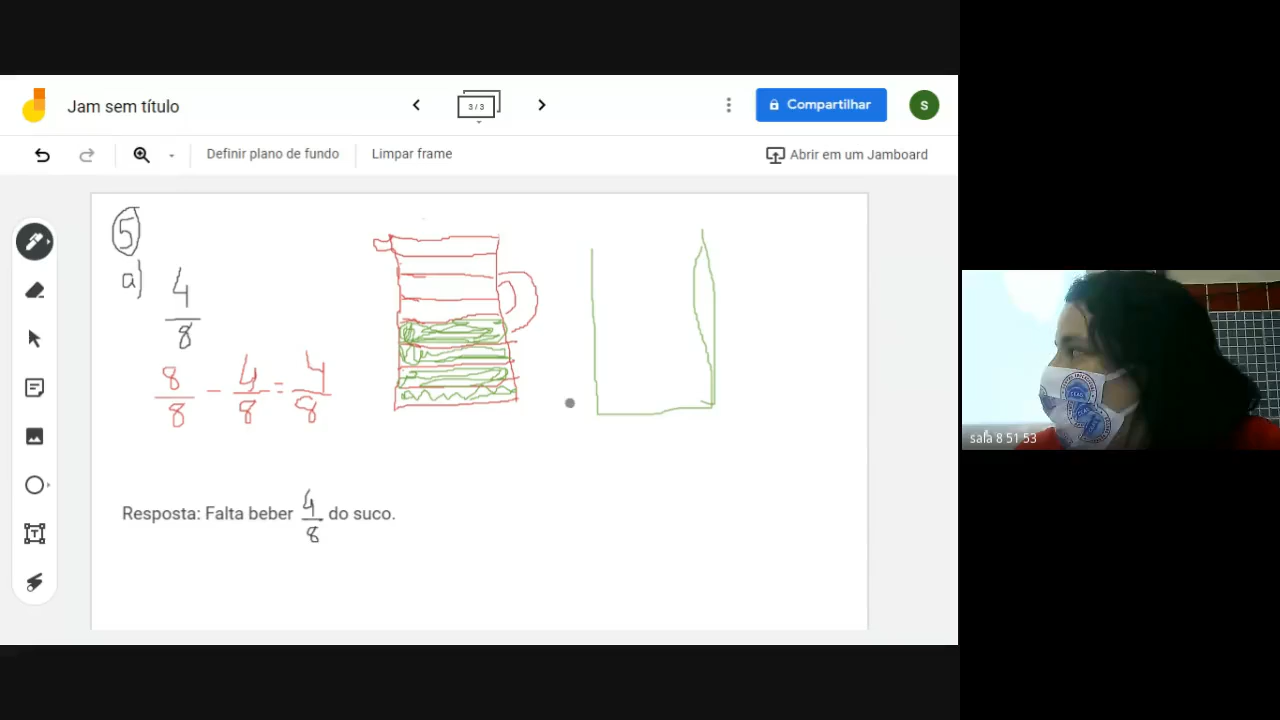 Jam sem título
3 / 3
Compartilhar
S
Definir plano de fundo
Limpar frame
Abrir em um Jamboard
5
a) 4/8
8/8 - 4/8 = 4/8
Resposta: Falta beber 4/8 do suco.
sala 8 51 53